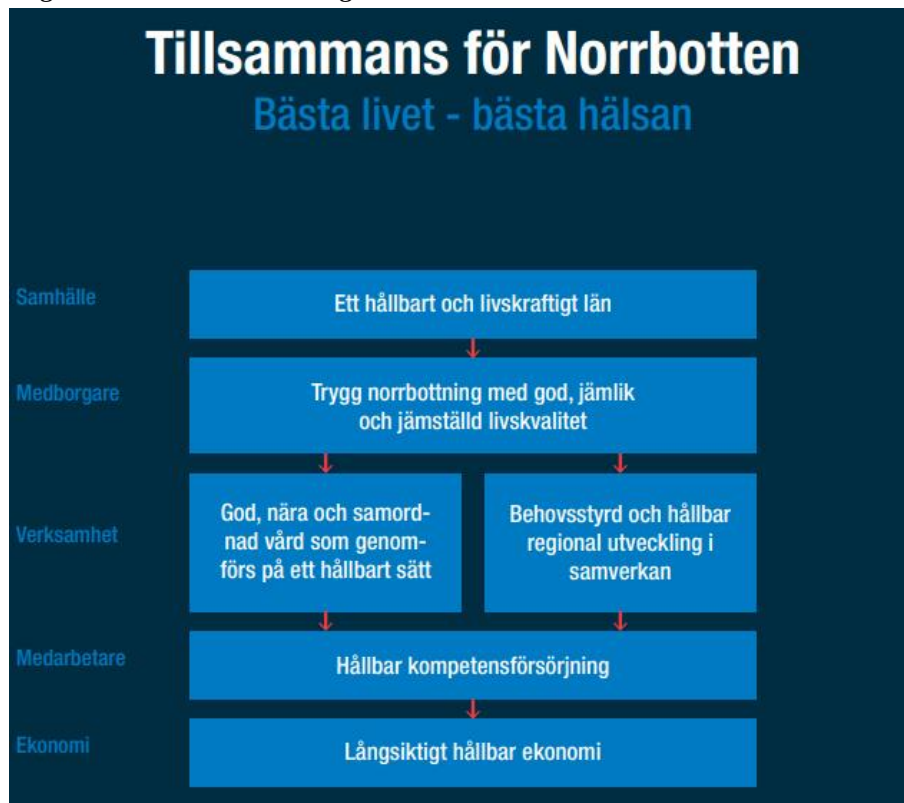 Tillsammans för Norrbotten
Bästa livet - bästa hälsan
Samhälle
Ett hållbart och livskraftigt län
Medborgare
Trygg norrbottning med god, jämlik
och jämställd livskvalitet
Verksamhet
God, nära och samord-
nad vård som genom-
förs på ett hållbart sätt
Behovsstyrd och hållbar
regional utveckling i
samverkan
Medarbetare
Hållbar kompetensförsörjning
Ekonomi
Långsiktigt hållbar ekonomi